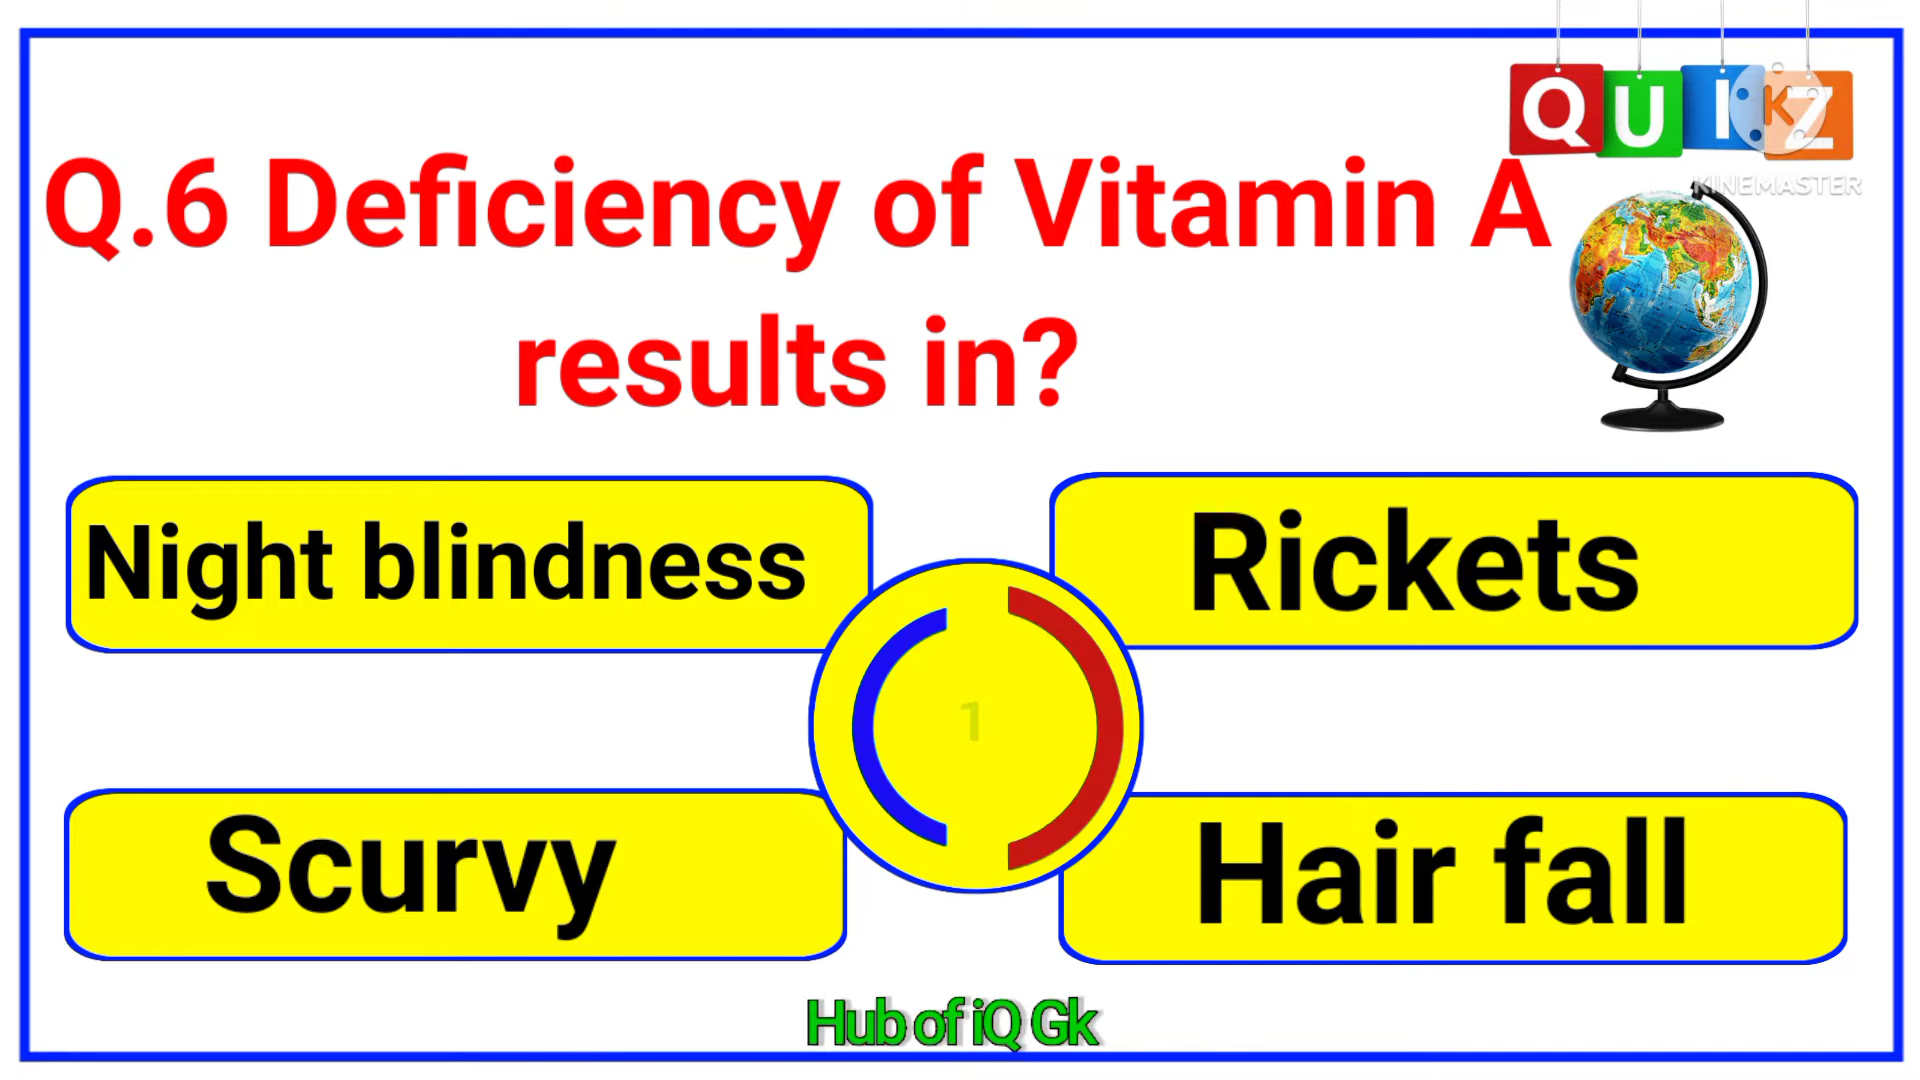 QUIZ
KINEMASTER
Q.6 Deficiency of Vitamin A
results in?
Night blindness
Rickets
1
Scurvy
Hair fall
Hub of iQ Gk